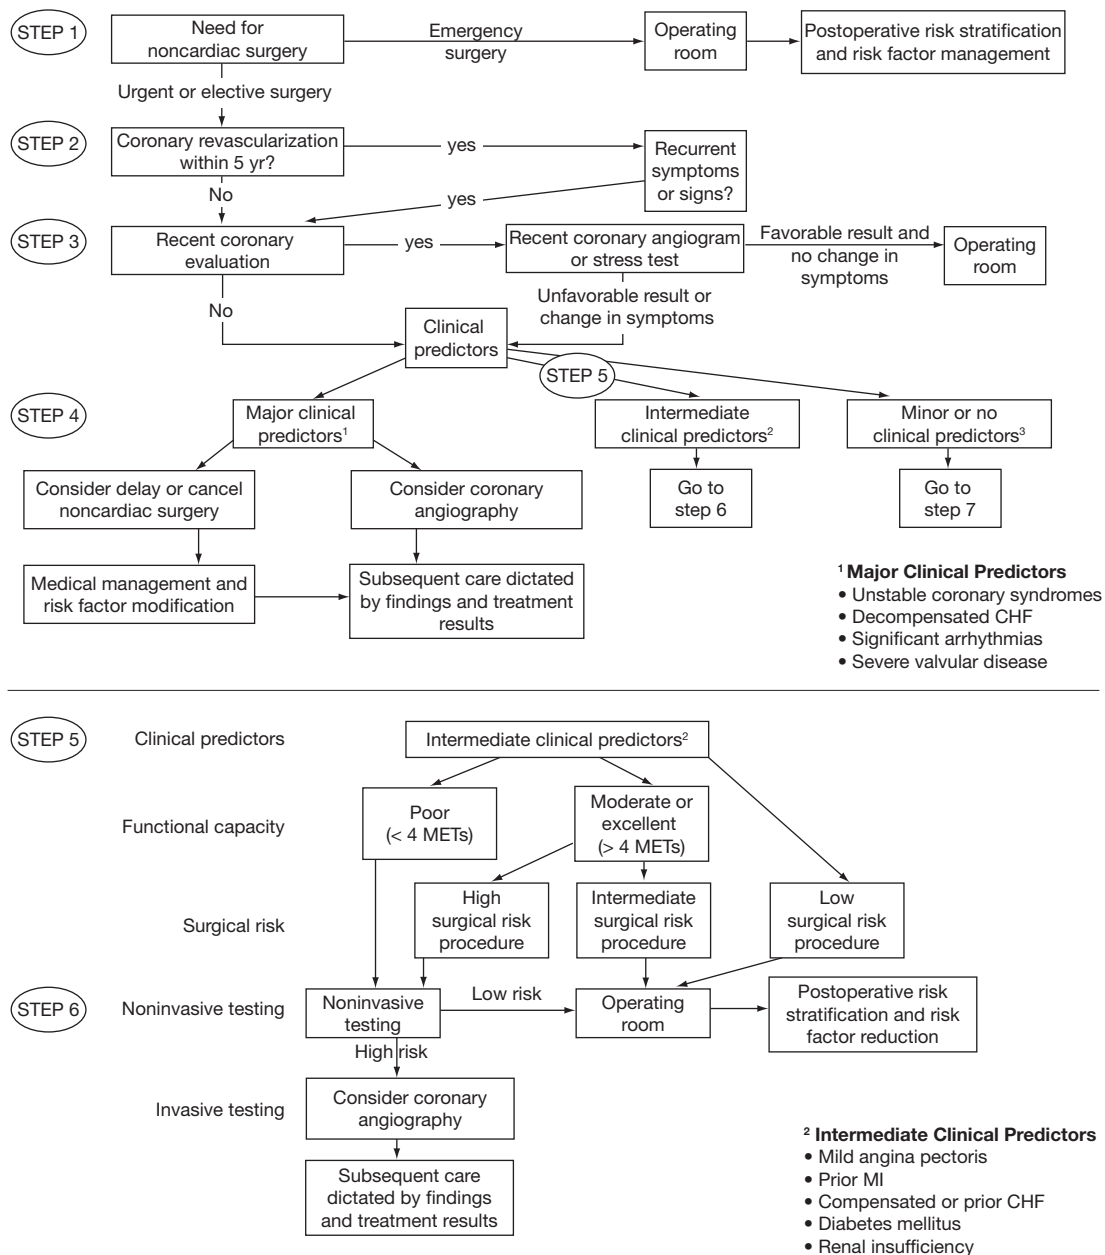 STEP 1
Need for
noncardiac surgery
Emergency
surgery
Operating
room
Postoperative risk stratification
and risk factor management
Urgent or elective surgery
STEP 2
Coronary revascularization
within 5 yr?
yes
Recurrent
symptoms
or signs?
No
yes
STEP 3
Recent coronary
evaluation
yes
Recent coronary angiogram
or stress test
Favorable result and
no change in
symptoms
Operating
room
No
Unfavorable result or
change in symptoms
Clinical
predictors
STEP 5
STEP 4
Major clinical
predictors¹
Intermediate
clinical predictors²
Minor or no
clinical predictors³
Consider delay or cancel
noncardiac surgery
Consider coronary
angiography
Go to
step 6
Go to
step 7
Medical management and
risk factor modification
Subsequent care dictated
by findings and treatment
results
¹ Major Clinical Predictors
• Unstable coronary syndromes
• Decompensated CHF
• Significant arrhythmias
• Severe valvular disease
STEP 5
Clinical predictors
Intermediate clinical predictors²
Functional capacity
Poor
(< 4 METs)
Moderate or
excellent
(> 4 METs)
Surgical risk
High
surgical risk
procedure
Intermediate
surgical risk
procedure
Low
surgical risk
procedure
STEP 6
Noninvasive testing
Noninvasive
testing
Low risk
Operating
room
Postoperative risk
stratification and risk
factor reduction
High risk
Invasive testing
Consider coronary
angiography
Subsequent care
dictated by findings
and treatment results
² Intermediate Clinical Predictors
• Mild angina pectoris
• Prior MI
• Compensated or prior CHF
• Diabetes mellitus
• Renal insufficiency